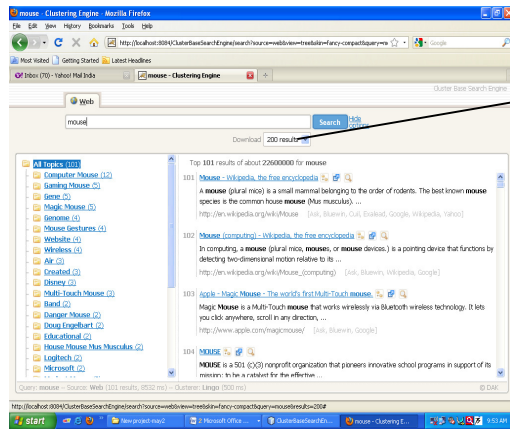 mouse - Clustering Engine - Mozilla Firefox
File Edit View History Bookmarks Tools Help
http://localhost:8084/ClusterBaseSearchEngine/search?source=web&view=tree&skin=fancy-compact&query=m
Google
Most Visited Getting Started Latest Headlines
Inbox (70) - Yahoo! Mail India
mouse - Clustering Engine
Cluster Base Search Engine
Web
mouse
Search
Hide options
Download 200 results
All Topics (101)
Computer Mouse (12)
Gaming Mouse (5)
Gene (5)
Magic Mouse (5)
Genome (4)
Mouse Gestures (4)
Website (4)
Wireless (4)
Air (3)
Created (3)
Disney (3)
Multi-Touch Mouse (3)
Band (2)
Danger Mouse (2)
Doug Engelbart (2)
Educational (2)
House Mouse Mus Musculus (2)
Logitech (2)
Microsoft (2)
Top 101 results of about 22600000 for mouse
101 Mouse - Wikipedia, the free encyclopedia
A mouse (plural mice) is a small mammal belonging to the order of rodents. The best known mouse
species is the common house mouse (Mus musculus). ...
http://en.wikipedia.org/wiki/Mouse [Ask, Bluewin, Cuil, Exalead, Google, Wikipedia, Yahoo]
102 Mouse (computing) - Wikipedia, the free encyclopedia
In computing, a mouse (plural mice, mouses, or mouse devices.) is a pointing device that functions by
detecting two-dimensional motion relative to its ...
http://en.wikipedia.org/wiki/Mouse_(computing) [Ask, Bluewin, Wikipedia, Google]
103 Apple - Magic Mouse - The world's first Multi-Touch mouse.
Magic Mouse is a Multi-Touch mouse that works wirelessly via Bluetooth wireless technology. It lets
you click anywhere, scroll in any direction, ...
http://www.apple.com/magicmouse/ [Ask, Bluewin, Google]
104 MOUSE
MOUSE is a 501 (c)(3) nonprofit organization that pioneers innovative school programs in support of its
mission: to be a catalyst for the effective ...
Query: mouse -- Source: Web (101 results, 8532 ms) -- Clusterer: Lingo (500 ms)
© DAK
http://localhost:8084/ClusterBaseSearchEngine/search?source=web&view=tree&skin=fancy-compact&query=mouse&results=200#
start
New project-may2
2 Microsoft Office ...
ClusterBaseSearchEn...
mouse - Clustering E...
9:53 AM